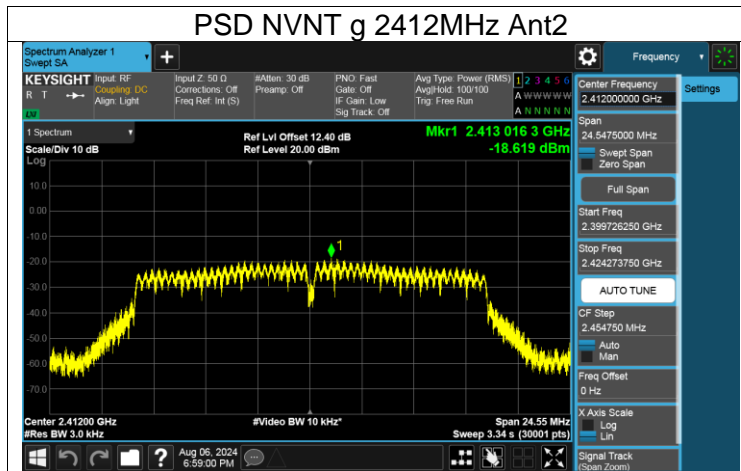 PSD NVNT g 2412MHz Ant2
Spectrum Analyzer 1
Swept SA
Frequency
KEYSIGHT
R T
LXI
Input: RF
Coupling: DC
Align: Light
Input Z: 50 Ω
Corrections: Off
Freq Ref: Int (S)
#Atten: 30 dB
Preamp: Off
PNO: Fast
Gate: Off
IF Gain: Low
Sig Track: Off
Avg Type: Power (RMS)
Avg|Hold: 100/100
Trig: Free Run
1 2 3 4 5 6
A W W W W W
A N N N N N
Center Frequency
2.412000000 GHz
Settings
Span
24.5475000 MHz
Swept Span
Zero Span
Full Span
Start Freq
2.399726250 GHz
Stop Freq
2.424273750 GHz
AUTO TUNE
CF Step
2.454750 MHz
Auto
Man
Freq Offset
0 Hz
X Axis Scale
Log
Lin
Signal Track
(Span Zoom)
1 Spectrum
Scale/Div 10 dB
Ref Lvl Offset 12.40 dB
Ref Level 20.00 dBm
Mkr1 2.413 016 3 GHz
-18.619 dBm
Log
10.0
0.00
-10.0
-20.0
-30.0
-40.0
-50.0
-60.0
-70.0
1
Center 2.41200 GHz
#Video BW 10 kHz*
Span 24.55 MHz
#Res BW 3.0 kHz
Sweep 3.34 s (30001 pts)
?
Aug 06, 2024
6:59:00 PM